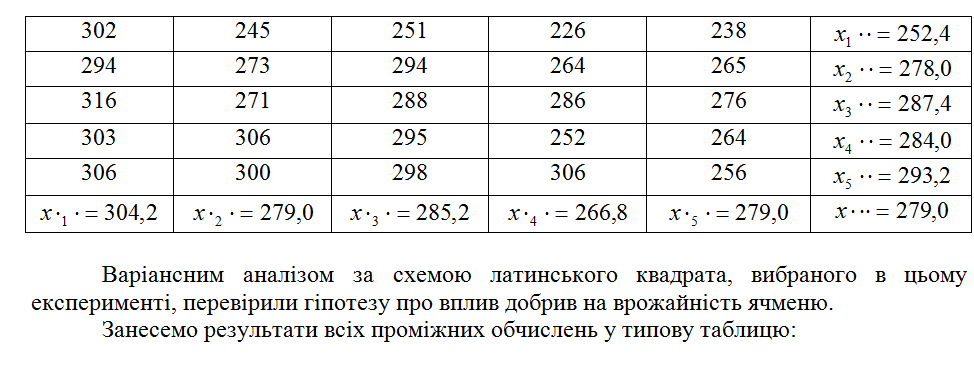 302 245 251 226 238 x₁·· = 252,4
294 273 294 264 265 x₂·· = 278,0
316 271 288 286 276 x₃·· = 287,4
303 306 295 252 264 x₄·· = 284,0
306 300 298 306 256 x₅·· = 293,2
x·₁· = 304,2 x·₂· = 279,0 x·₃· = 285,2 x·₄· = 266,8 x·₅· = 279,0 x··· = 279,0
Варіансним аналізом за схемою латинського квадрата, вибраного в цьому
експерименті, перевірили гіпотезу про вплив добрив на врожайність ячменю.
Занесемо результати всіх проміжних обчислень у типову таблицю: